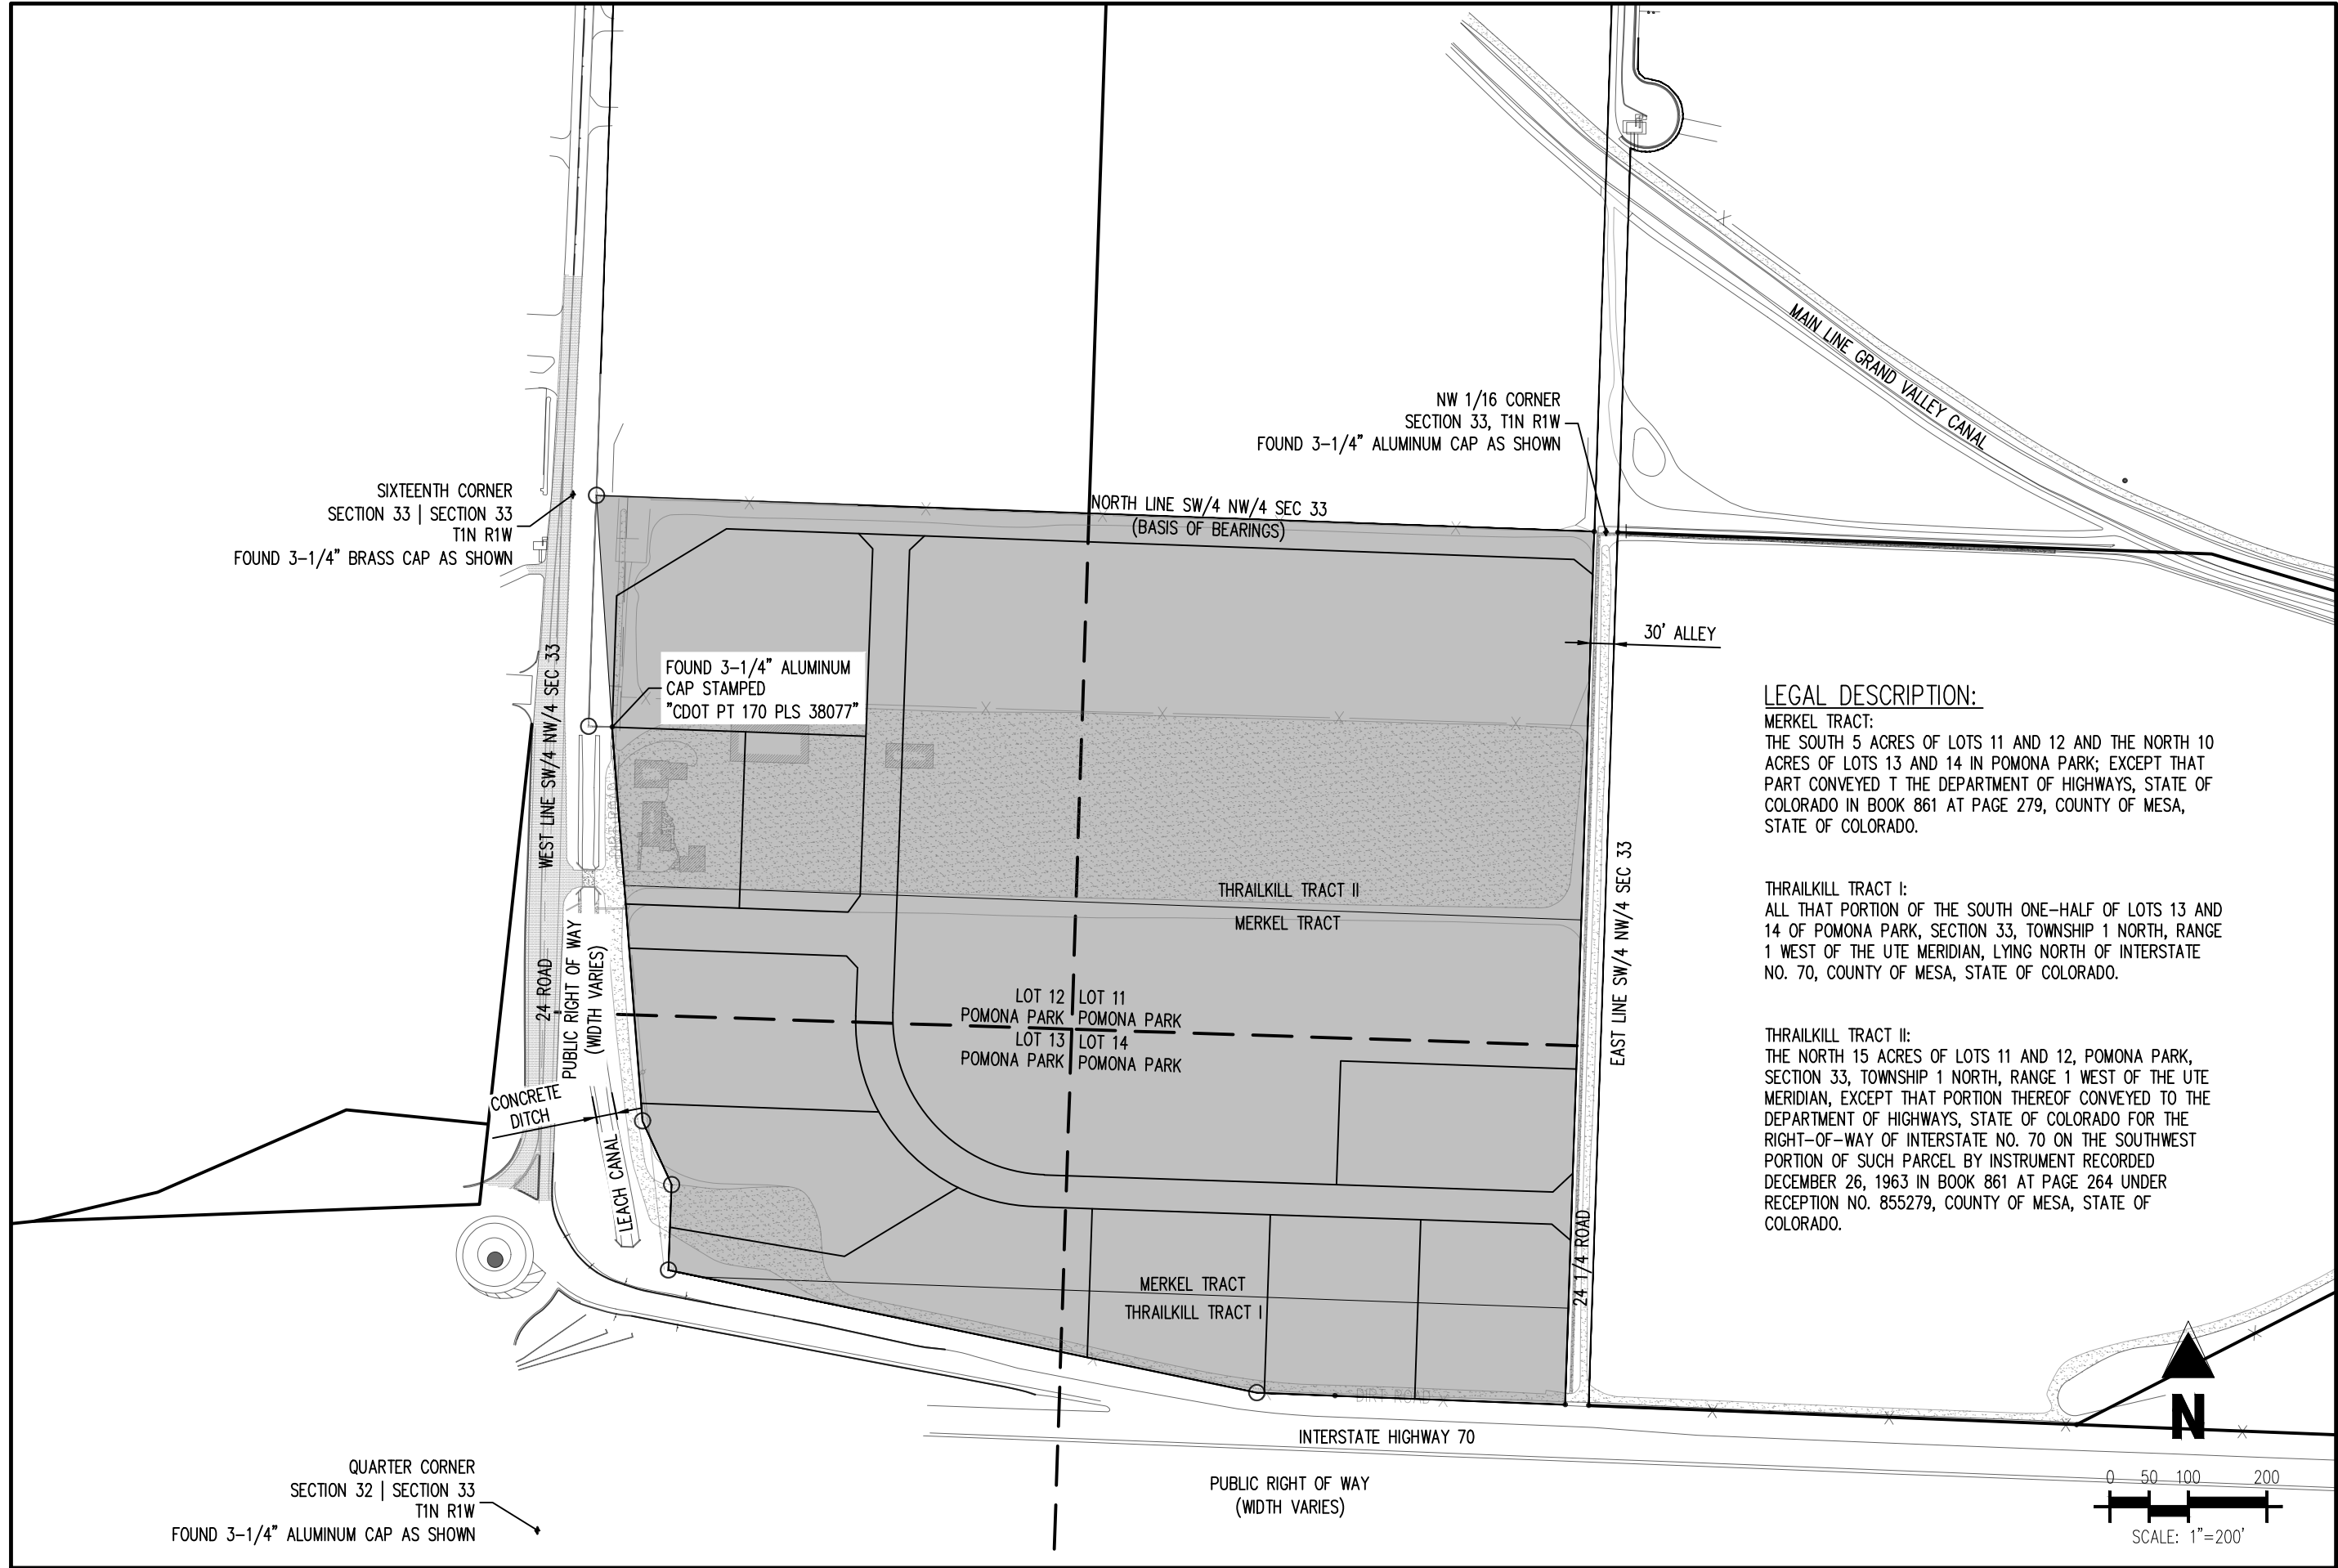 MAIN LINE GRAND VALLEY CANAL
NW 1/16 CORNER
SECTION 33, T1N R1W
FOUND 3-1/4" ALUMINUM CAP AS SHOWN
SIXTEENTH CORNER
SECTION 33 | SECTION 33
T1N R1W
FOUND 3-1/4" BRASS CAP AS SHOWN
NORTH LINE SW/4 NW/4 SEC 33
(BASIS OF BEARINGS)
30' ALLEY
FOUND 3-1/4" ALUMINUM
CAP STAMPED
"CDOT PT 170 PLS 38077"
WEST LINE SW/4 NW/4 SEC 33
24 ROAD
PUBLIC RIGHT OF WAY
(WIDTH VARIES)
EAST LINE SW/4 NW/4 SEC 33
24 1/4 ROAD
THRAILKILL TRACT II
MERKEL TRACT
LOT 12
POMONA PARK
LOT 11
POMONA PARK
LOT 13
POMONA PARK
LOT 14
POMONA PARK
CONCRETE
DITCH
LEACH CANAL
MERKEL TRACT
THRAILKILL TRACT I
DIRT ROAD
INTERSTATE HIGHWAY 70
PUBLIC RIGHT OF WAY
(WIDTH VARIES)
QUARTER CORNER
SECTION 32 | SECTION 33
T1N R1W
FOUND 3-1/4" ALUMINUM CAP AS SHOWN
LEGAL DESCRIPTION:
MERKEL TRACT:
THE SOUTH 5 ACRES OF LOTS 11 AND 12 AND THE NORTH 10
ACRES OF LOTS 13 AND 14 IN POMONA PARK; EXCEPT THAT
PART CONVEYED T THE DEPARTMENT OF HIGHWAYS, STATE OF
COLORADO IN BOOK 861 AT PAGE 279, COUNTY OF MESA,
STATE OF COLORADO.
THRAILKILL TRACT I:
ALL THAT PORTION OF THE SOUTH ONE-HALF OF LOTS 13 AND
14 OF POMONA PARK, SECTION 33, TOWNSHIP 1 NORTH, RANGE
1 WEST OF THE UTE MERIDIAN, LYING NORTH OF INTERSTATE
NO. 70, COUNTY OF MESA, STATE OF COLORADO.
THRAILKILL TRACT II:
THE NORTH 15 ACRES OF LOTS 11 AND 12, POMONA PARK,
SECTION 33, TOWNSHIP 1 NORTH, RANGE 1 WEST OF THE UTE
MERIDIAN, EXCEPT THAT PORTION THEREOF CONVEYED TO THE
DEPARTMENT OF HIGHWAYS, STATE OF COLORADO FOR THE
RIGHT-OF-WAY OF INTERSTATE NO. 70 ON THE SOUTHWEST
PORTION OF SUCH PARCEL BY INSTRUMENT RECORDED
DECEMBER 26, 1963 IN BOOK 861 AT PAGE 264 UNDER
RECEPTION NO. 855279, COUNTY OF MESA, STATE OF
COLORADO.
N
0 50 100 200
SCALE: 1"=200'